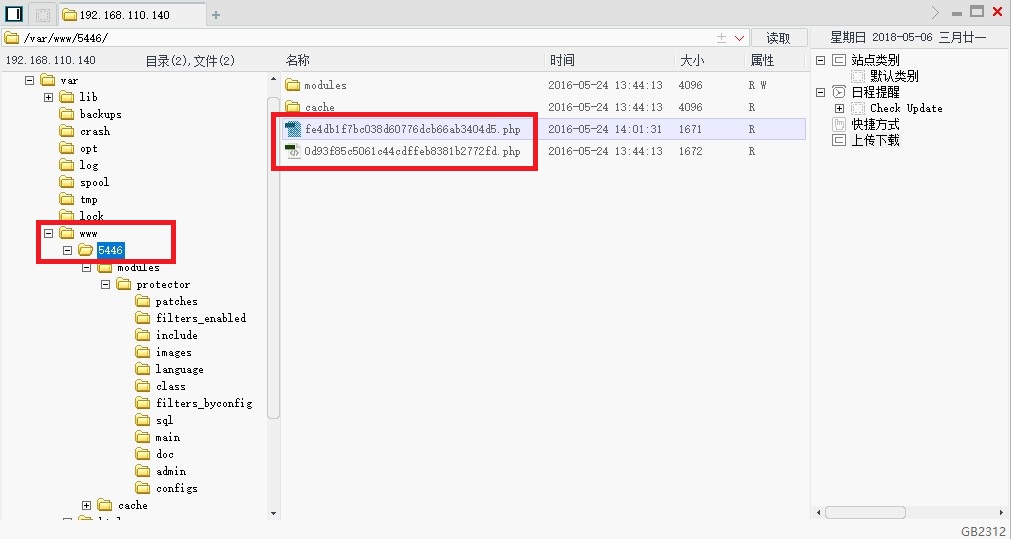 192.168.110.140
/var/www/5446/
读取
星期日 2018-05-06 三月廿一
192.168.110.140 目录(2),文件(2)
名称 时间 大小 属性
var
lib
backups
crash
opt
log
spool
tmp
lock
www
5446
modules
protector
patches
filters_enabled
include
images
language
class
filters_byconfig
sql
main
doc
admin
configs
cache
modules 2016-05-24 13:44:13 4096 R W
cache 2016-05-24 13:44:13 4096 R
fe4db1f7bc038d60776dcb66ab3404d5.php 2016-05-24 14:01:31 1671 R
0d93f85c5061c44cdffeb8381b2772fd.php 2016-05-24 13:44:13 1672 R
站点类别
默认类别
日程提醒
Check Update
快捷方式
上传下载
GB2312